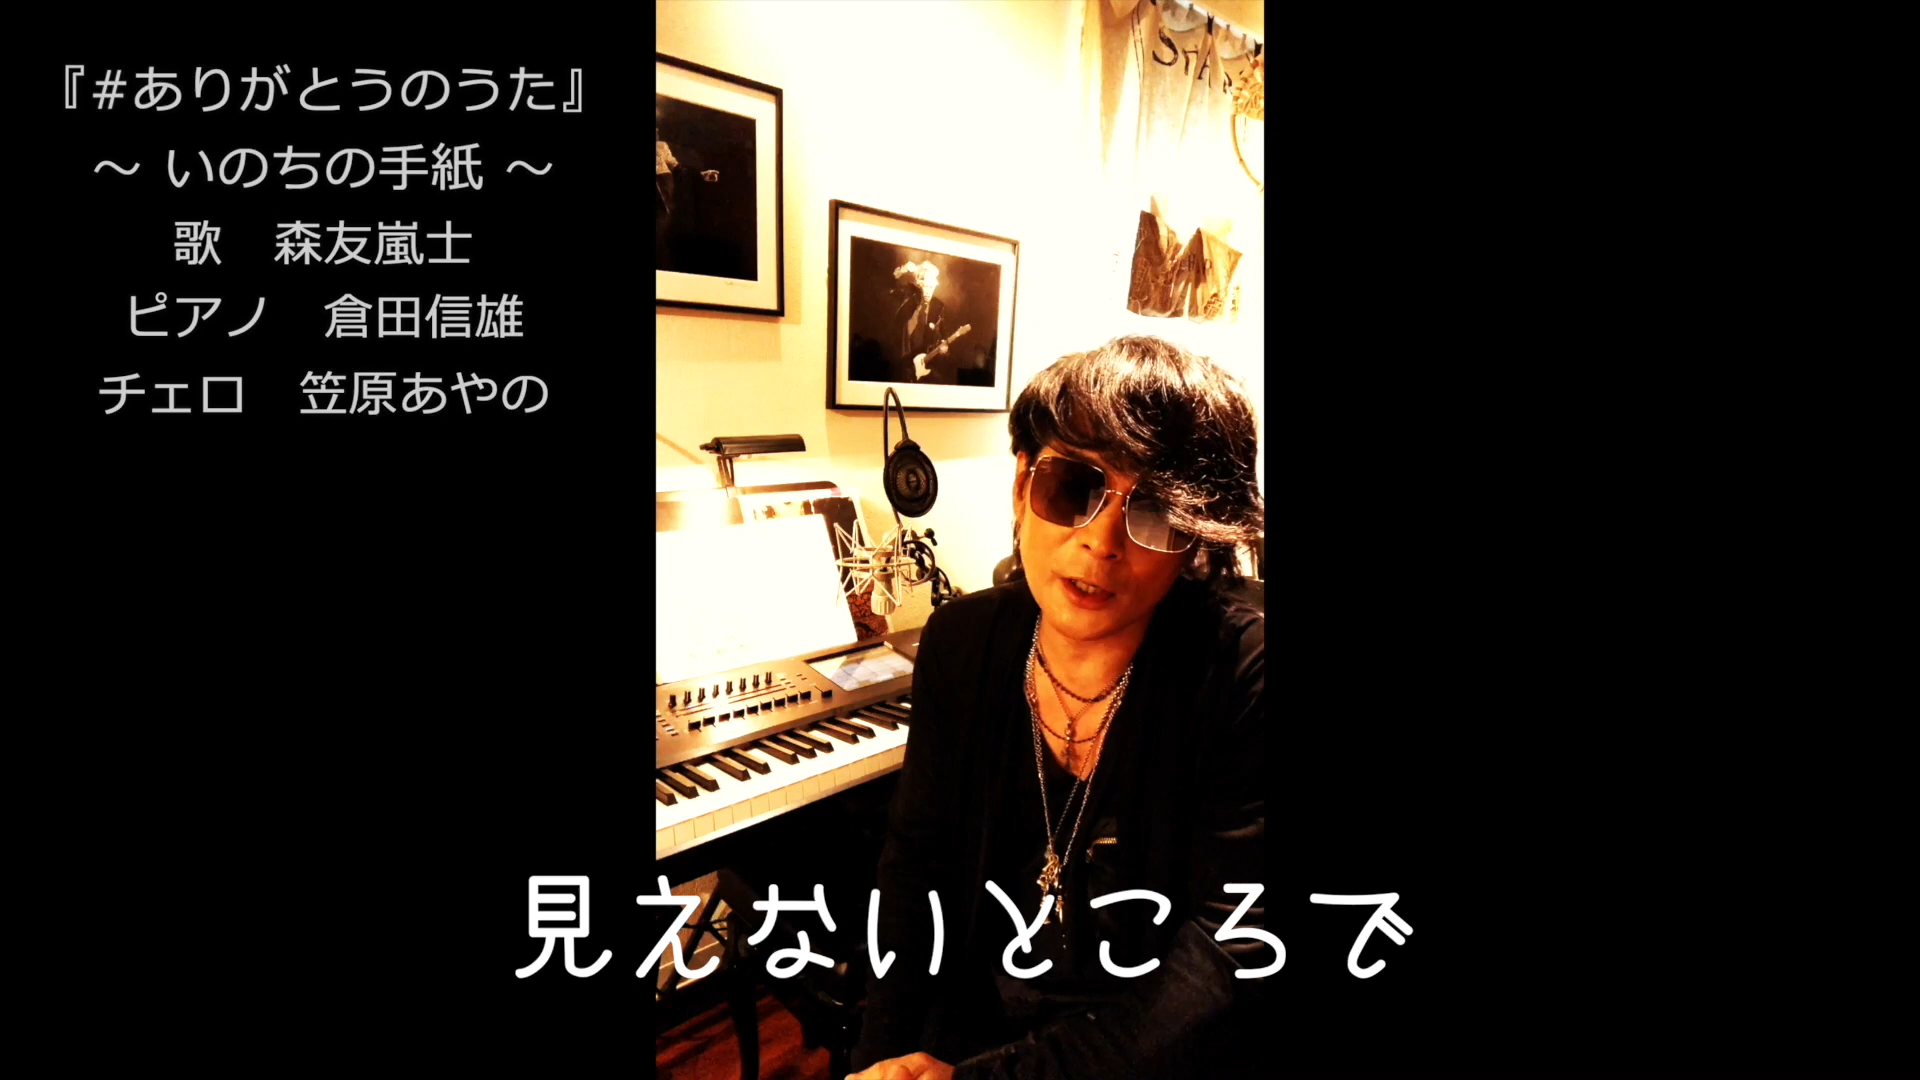 『#ありがとうのうた』
～ いのちの手紙 ～
歌　森友嵐士
ピアノ　倉田信雄
チェロ　笠原あやの
見えないところで